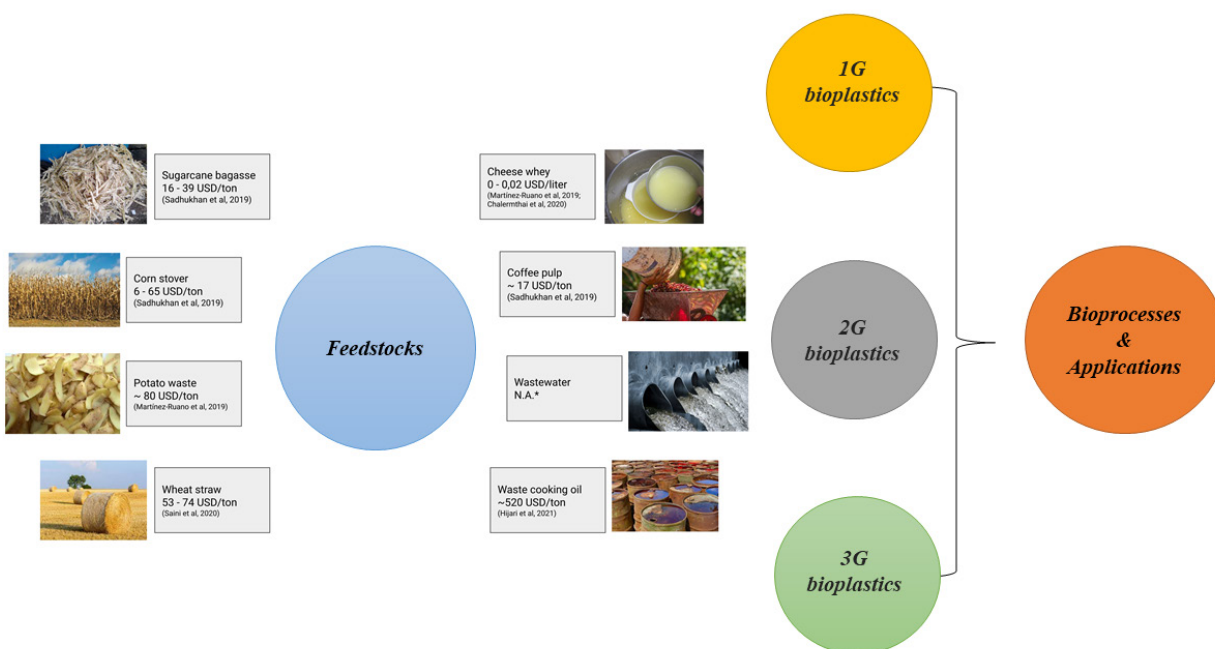 Sugarcane bagasse
16 - 39 USD/ton
(Sadhukhan et al, 2019)
Corn stover
6 - 65 USD/ton
(Sadhukhan et al, 2019)
Potato waste
~ 80 USD/ton
(Martínez-Ruano et al, 2019)
Wheat straw
53 - 74 USD/ton
(Saini et al, 2020)
Feedstocks
Cheese whey
0 - 0,02 USD/liter
(Martínez-Ruano et al, 2019;
Chalermthai et al, 2020)
Coffee pulp
~ 17 USD/ton
(Sadhukhan et al, 2019)
Wastewater
N.A.*
Waste cooking oil
~520 USD/ton
(Hijari et al, 2021)
1G
bioplastics
2G
bioplastics
3G
bioplastics
Bioprocesses
&
Applications